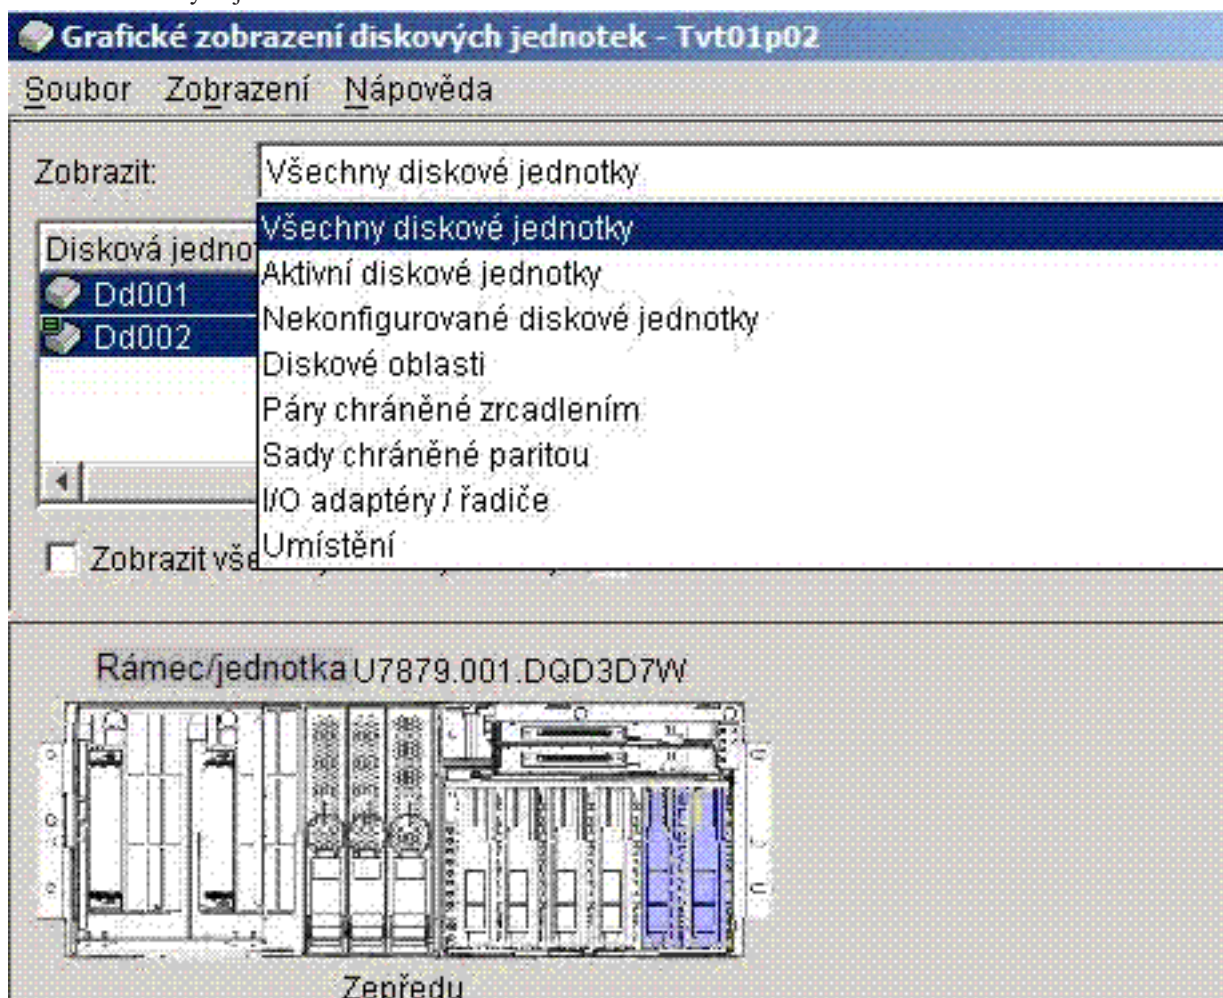 Grafické zobrazení diskových jednotek - Tvt01p02
Soubor Zobrazení Nápověda
Zobrazit: Všechny diskové jednotky
Všechny diskové jednotky
Disková
Aktivní diskové jednotky
Dd001
Nekonfigurované diskové jednotky
Dd002
Diskové oblasti
Páry chráněné zrcadlením
Sady chráněné paritou
I/O adaptéry / řadiče
Umístění
Zobrazit
Rámec/jednotka U7879.001.DQD3D7W
Zepředu